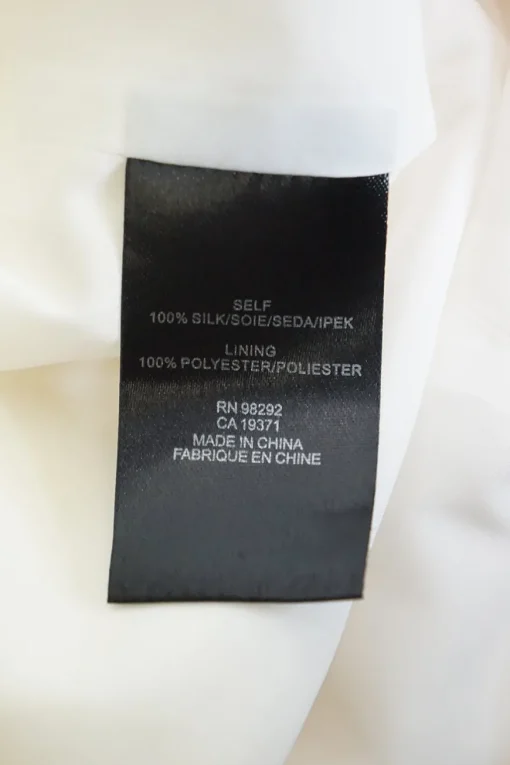 SELF
100% SILK/SOIE/SEDA/IPEK
LINING
100% POLYESTER/POLIESTER
RN 98292
CA 19371
MADE IN CHINA
FABRIQUE EN CHINE